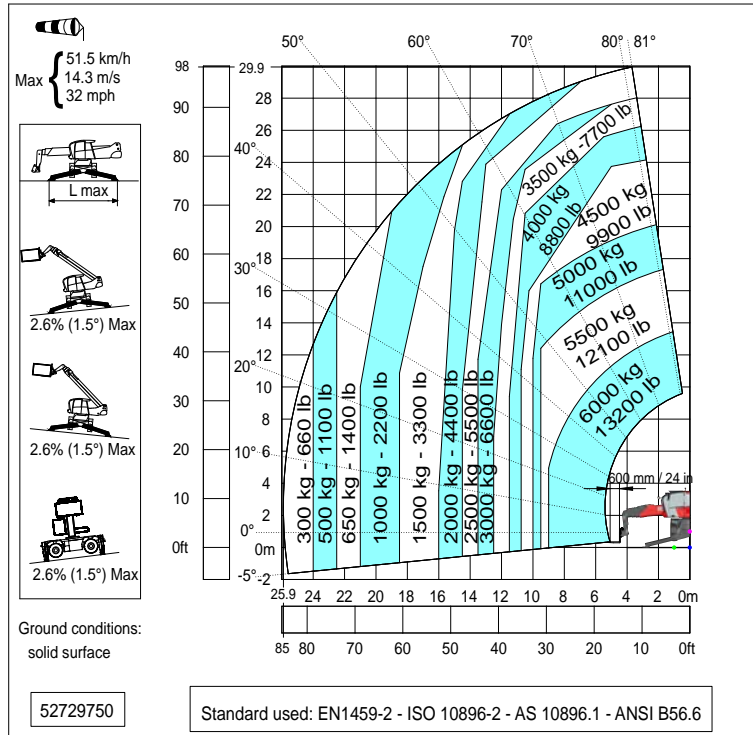 51.5 km/h
Max { 14.3 m/s
32 mph
L max
2.6% (1.5°) Max
2.6% (1.5°) Max
2.6% (1.5°) Max
Ground conditions:
solid surface
52729750
98
90
80
70
60
50
40
30
20
10
0ft
29.9
28
26
24
22
20
18
16
14
12
10
8
6
4
2
0m
-2
50°
60°
70°
80°
81°
40°
30°
20°
10°
0°
-5°
300 kg - 660 lb
500 kg - 1100 lb
650 kg - 1400 lb
1000 kg - 2200 lb
1500 kg - 3300 lb
2000 kg - 4400 lb
2500 kg - 5500 lb
3000 kg - 6600 lb
3500 kg -7700 lb
4000 kg
8800 lb
4500 kg
9900 lb
5000 kg
11000 lb
5500 kg
12100 lb
6000 kg
13200 lb
600 mm / 24 in
25.9 24 22 20 18 16 14 12 10 8 6 4 2 0m
85 80 70 60 50 40 30 20 10 0ft
Standard used: EN1459-2 - ISO 10896-2 - AS 10896.1 - ANSI B56.6